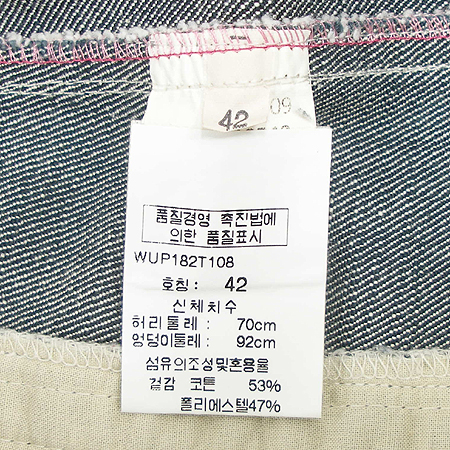 42
09
품질경영 촉진법에
의한 품질표시
WUP182T108
호칭 : 42
신체치수
허리둘레 : 70cm
엉덩이둘레 : 92cm
섬유의조성및혼용율
겉감 코튼 53%
폴리에스텔47%